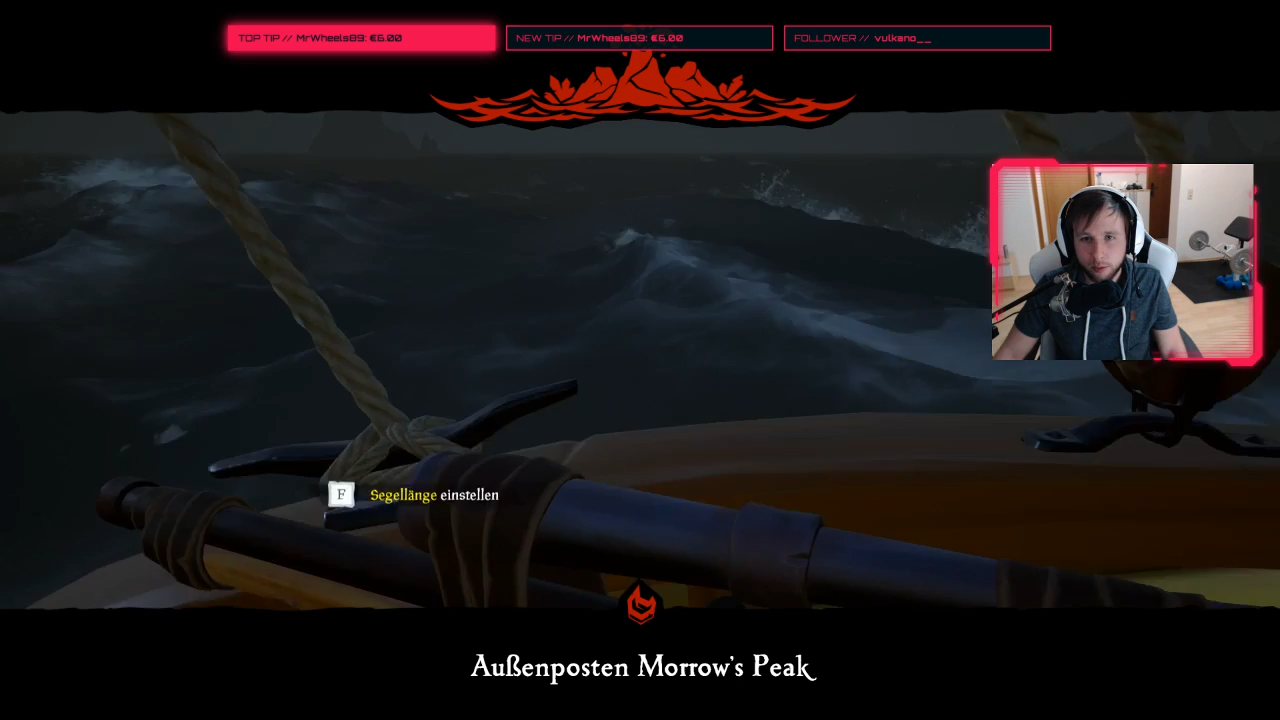 TOP TIP // MrWheels89: €6.00
NEW TIP // MrWheels89: €6.00
FOLLOWER // vulkano__
F
Segellänge einstellen
Außenposten Morrow's Peak